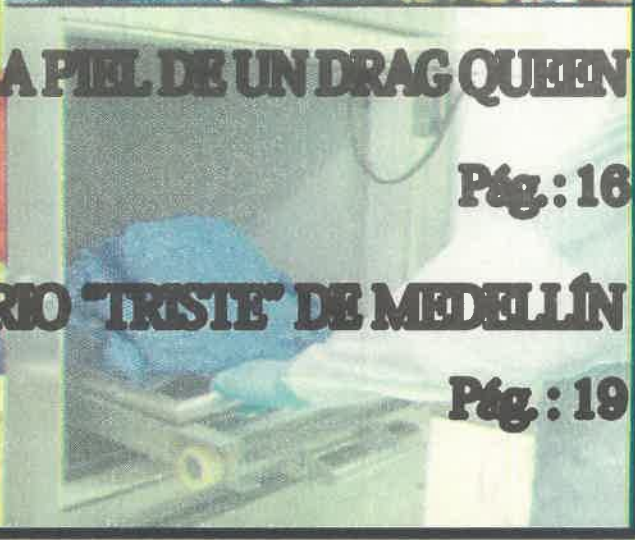 A PIEL DE UN DRAG QUEEN
Pág.: 16
RIO "TRISTE" DE MEDELLÍN
Pág.: 19